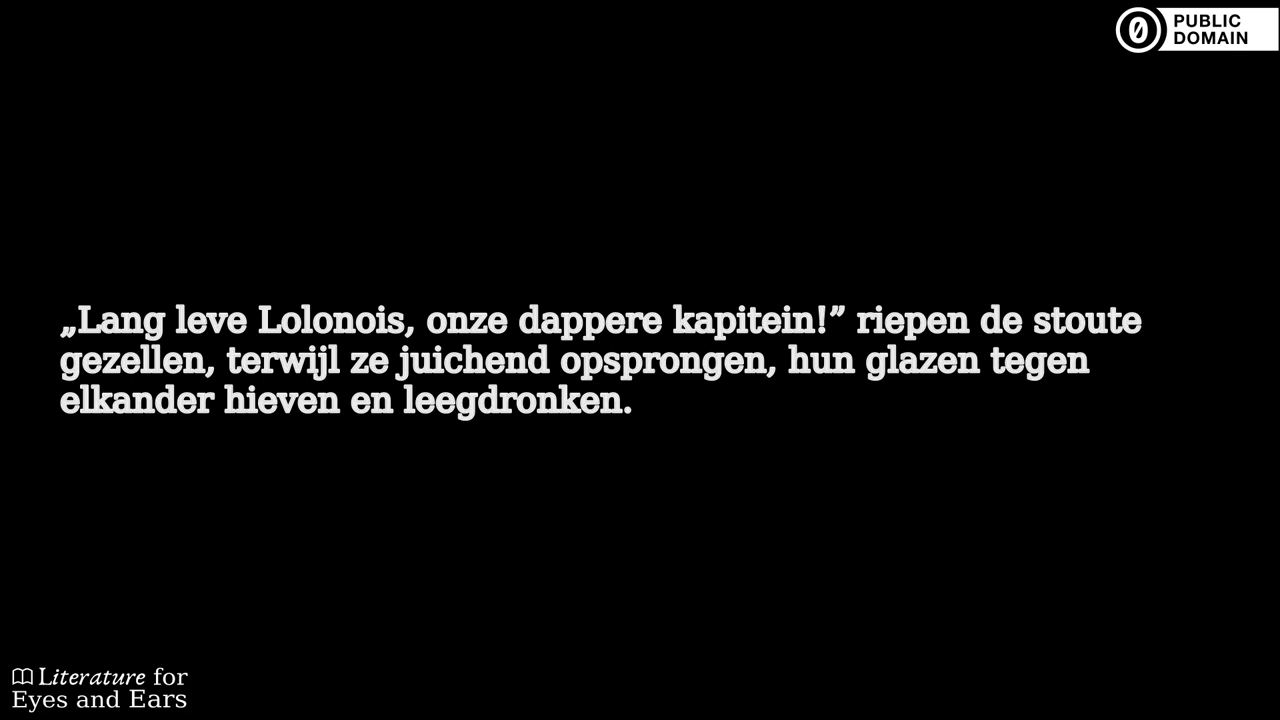 PUBLIC
DOMAIN
„Lang leve Lolonois, onze dappere kapitein!” riepen de stoute
gezellen, terwijl ze juichend opsprongen, hun glazen tegen
elkander hieven en leegdronken.
Literature for
Eyes and Ears